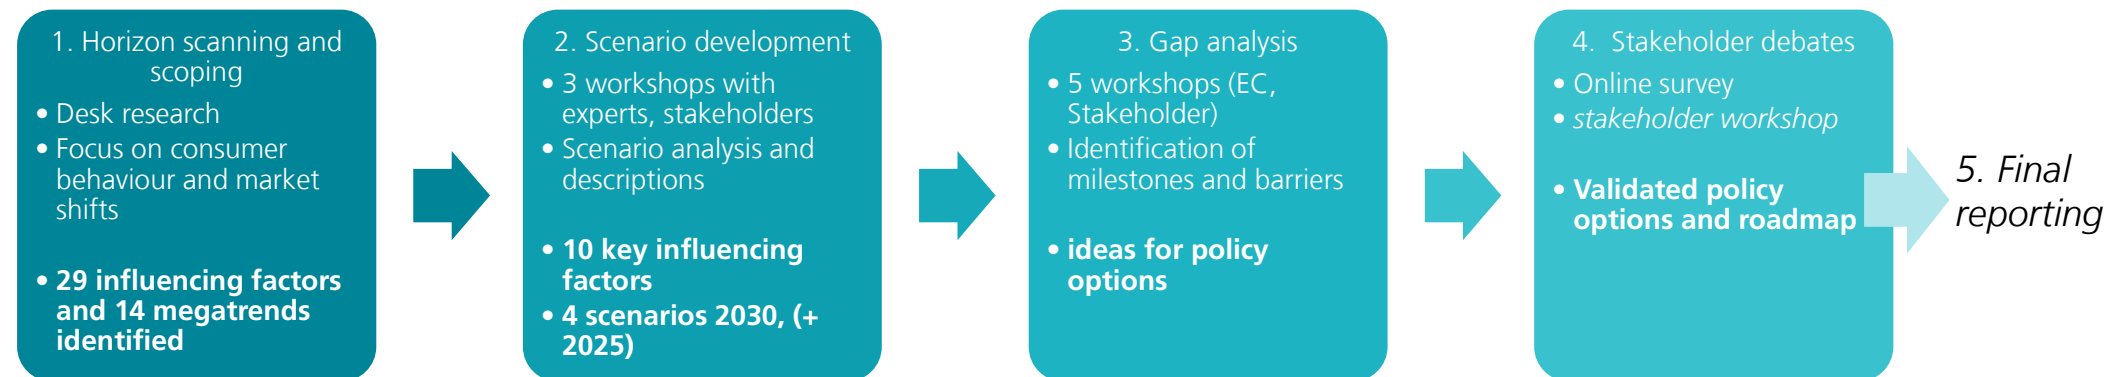 1. Horizon scanning and
scoping
• Desk research
• Focus on consumer
behaviour and market
shifts
• 29 influencing factors
and 14 megatrends
identified
2. Scenario development
• 3 workshops with
experts, stakeholders
• Scenario analysis and
descriptions
• 10 key influencing
factors
• 4 scenarios 2030, (+
2025)
3. Gap analysis
• 5 workshops (EC,
Stakeholder)
• Identification of
milestones and barriers
• ideas for policy
options
4. Stakeholder debates
• Online survey
• stakeholder workshop
• Validated policy
options and roadmap
5. Final
reporting